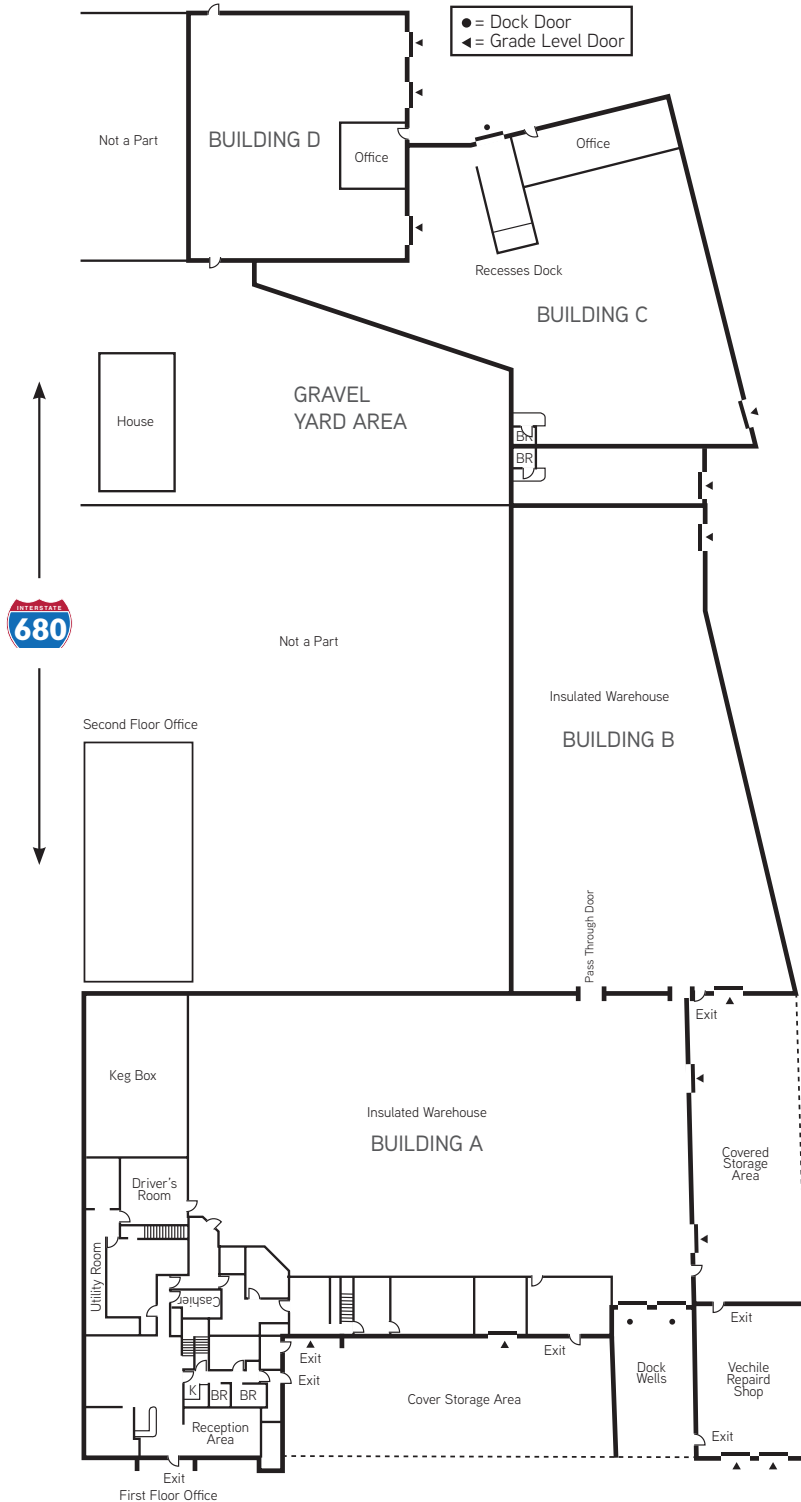 ● = Dock Door
◄ = Grade Level Door
Not a Part
BUILDING D
Office
Office
Recesses Dock
BUILDING C
GRAVEL
YARD AREA
House
BR
BR
INTERSTATE
680
Not a Part
Insulated Warehouse
BUILDING B
Second Floor Office
Pass Through Door
Exit
Keg Box
Insulated Warehouse
BUILDING A
Covered
Storage
Area
Driver's
Room
Utility Room
Cashier
Exit
Exit
Exit
Exit
Dock
Wells
Vechile
Repaird
Shop
K
BR
BR
Cover Storage Area
Reception
Area
Exit
Exit
First Floor Office